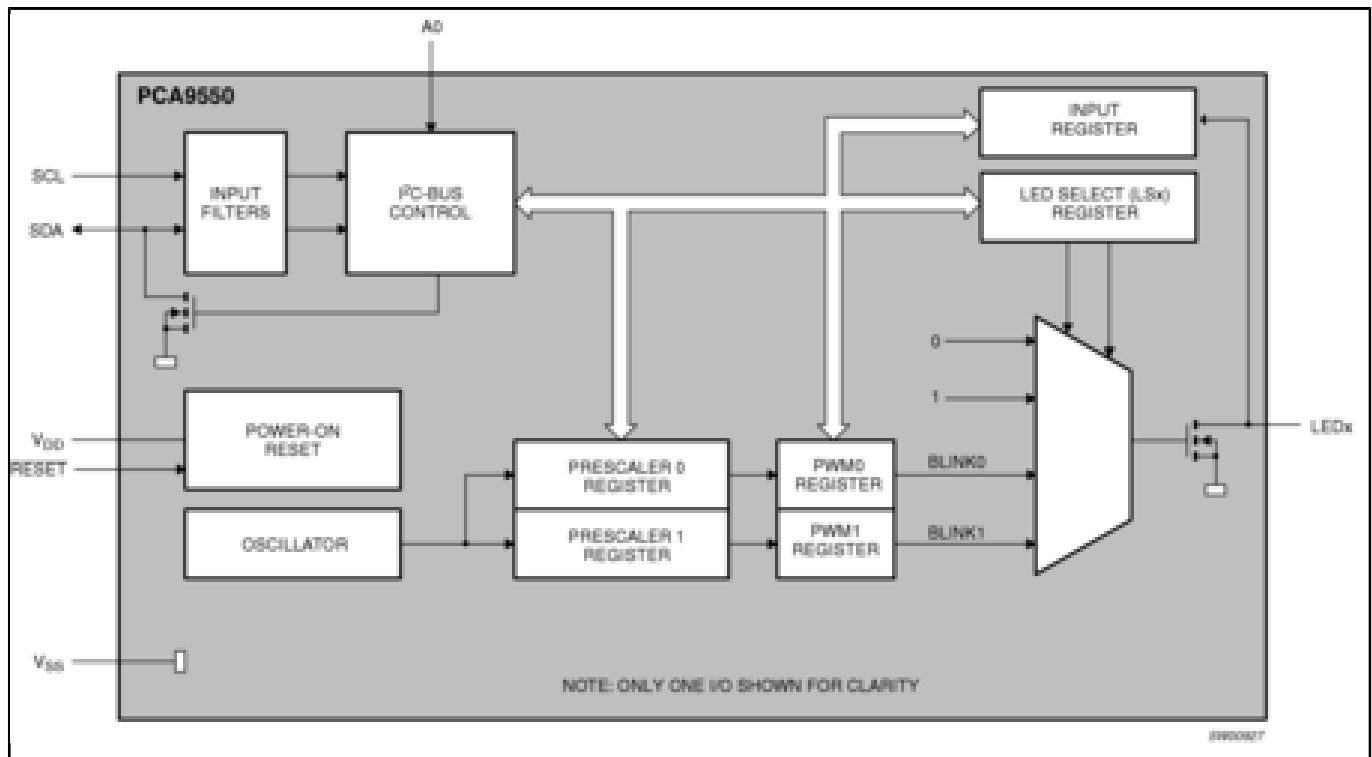 A0
PCA9550
INPUT
REGISTER
SCL
SDA
INPUT
FILTERS
I²C-BUS
CONTROL
LED SELECT (LSx)
REGISTER
0
1
POWER-ON
RESET
VDD
RESET
LEDx
PRESCALER 0
REGISTER
PWM0
REGISTER
BLINK0
OSCILLATOR
PRESCALER 1
REGISTER
PWM1
REGISTER
BLINK1
VSS
NOTE: ONLY ONE I/O SHOWN FOR CLARITY